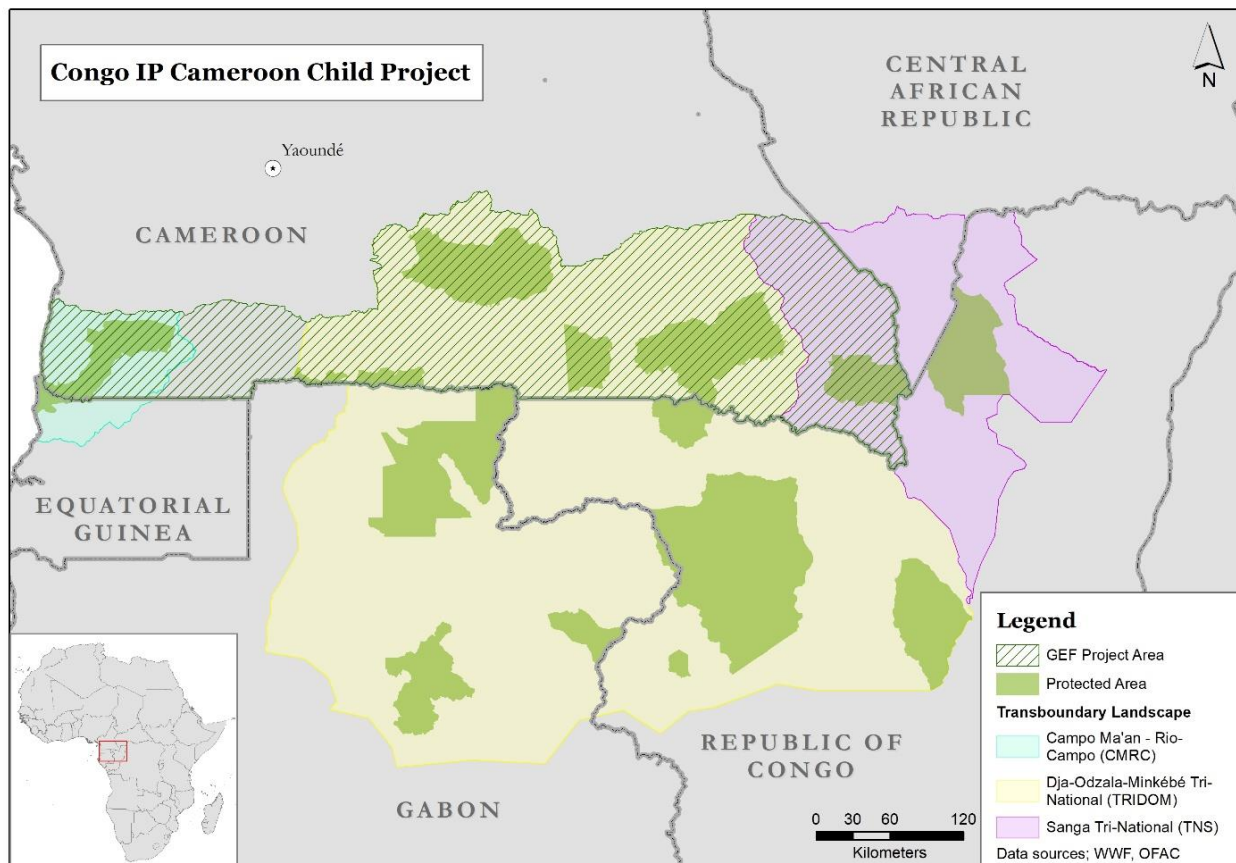 Congo IP Cameroon Child Project
N
CENTRAL
AFRICAN
REPUBLIC
Yaoundé
CAMEROON
EQUATORIAL
GUINEA
REPUBLIC OF
CONGO
GABON
0 30 60 120
Kilometers
Legend
GEF Project Area
Protected Area
Transboundary Landscape
Campo Ma'an - Rio-
Campo (CMRC)
Dja-Odzala-Minkébé Tri-
National (TRIDOM)
Sanga Tri-National (TNS)
Data sources; WWF, OFAC